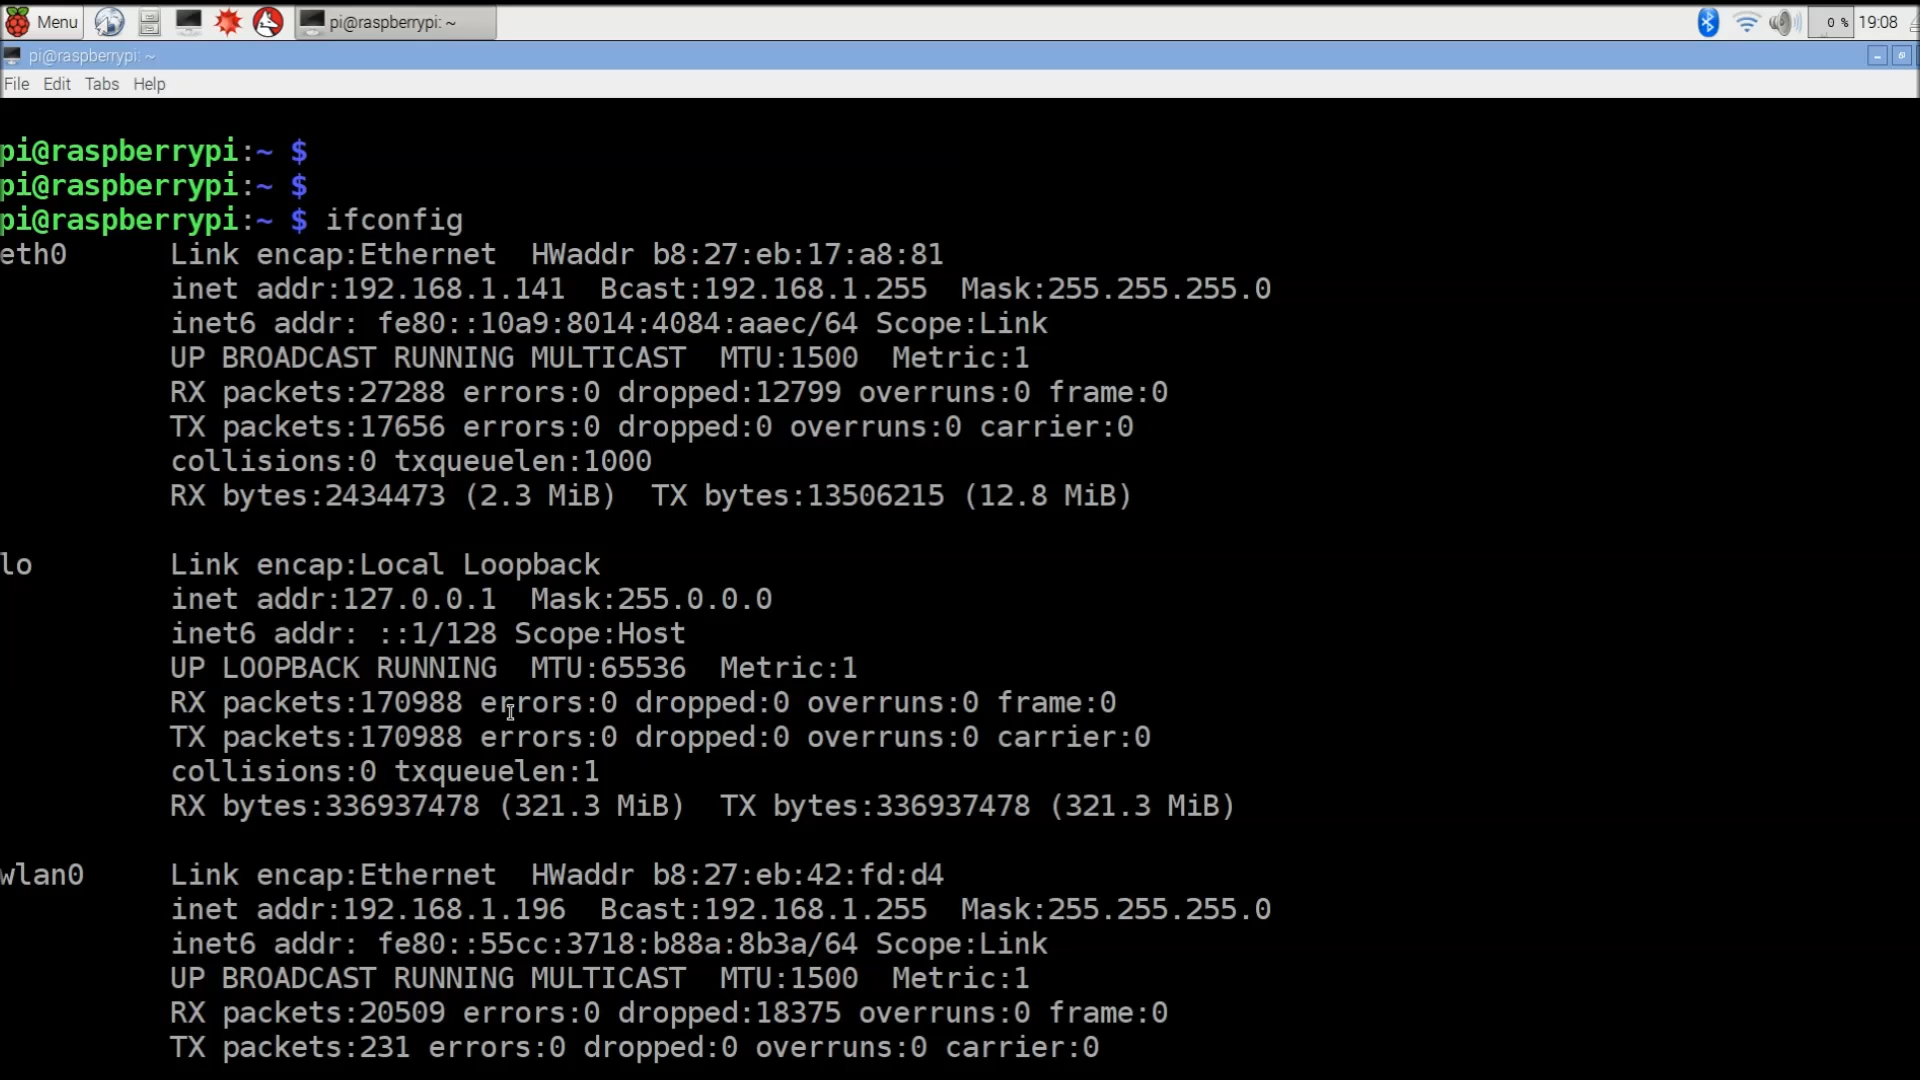 Menu pi@raspberrypi: ~ 0 % 19:08
pi@raspberrypi: ~
File Edit Tabs Help
pi@raspberrypi:~ $
pi@raspberrypi:~ $
pi@raspberrypi:~ $ ifconfig
eth0 Link encap:Ethernet HWaddr b8:27:eb:17:a8:81
inet addr:192.168.1.141 Bcast:192.168.1.255 Mask:255.255.255.0
inet6 addr: fe80::10a9:8014:4084:aaec/64 Scope:Link
UP BROADCAST RUNNING MULTICAST MTU:1500 Metric:1
RX packets:27288 errors:0 dropped:12799 overruns:0 frame:0
TX packets:17656 errors:0 dropped:0 overruns:0 carrier:0
collisions:0 txqueuelen:1000
RX bytes:2434473 (2.3 MiB) TX bytes:13506215 (12.8 MiB)
lo Link encap:Local Loopback
inet addr:127.0.0.1 Mask:255.0.0.0
inet6 addr: ::1/128 Scope:Host
UP LOOPBACK RUNNING MTU:65536 Metric:1
RX packets:170988 errors:0 dropped:0 overruns:0 frame:0
TX packets:170988 errors:0 dropped:0 overruns:0 carrier:0
collisions:0 txqueuelen:1
RX bytes:336937478 (321.3 MiB) TX bytes:336937478 (321.3 MiB)
wlan0 Link encap:Ethernet HWaddr b8:27:eb:42:fd:d4
inet addr:192.168.1.196 Bcast:192.168.1.255 Mask:255.255.255.0
inet6 addr: fe80::55cc:3718:b88a:8b3a/64 Scope:Link
UP BROADCAST RUNNING MULTICAST MTU:1500 Metric:1
RX packets:20509 errors:0 dropped:18375 overruns:0 frame:0
TX packets:231 errors:0 dropped:0 overruns:0 carrier:0